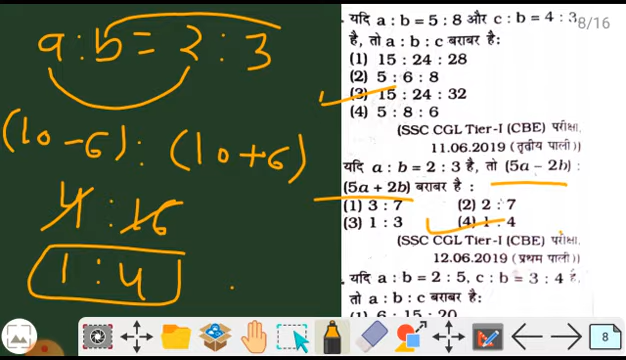 a : b = 2 : 3
(10 - 6) : (10 + 6)
4 : 16
1 : 4
8/16
यदि a : b = 5 : 8 और c : b = 4 : 3
है, तो a : b : c बराबर है :
(1) 15 : 24 : 28
(2) 5 : 6 : 8
(3) 15 : 24 : 32
(4) 5 : 8 : 6
(SSC CGL Tier-I (CBE) परीक्षा,
11.06.2019 (तृतीय पाली))
यदि a : b = 2 : 3 है, तो (5a – 2b) :
(5a + 2b) बराबर है :
(1) 3 : 7 (2) 2 : 7
(3) 1 : 3 (4) 1 : 4
(SSC CGL Tier-I (CBE) परीक्षा,
12.06.2019 (प्रथम पाली))
. यदि a : b = 2 : 5, c : b = 3 : 4 है,
तो a : b : c बराबर है :
(1) 6 : 15 : 20
8